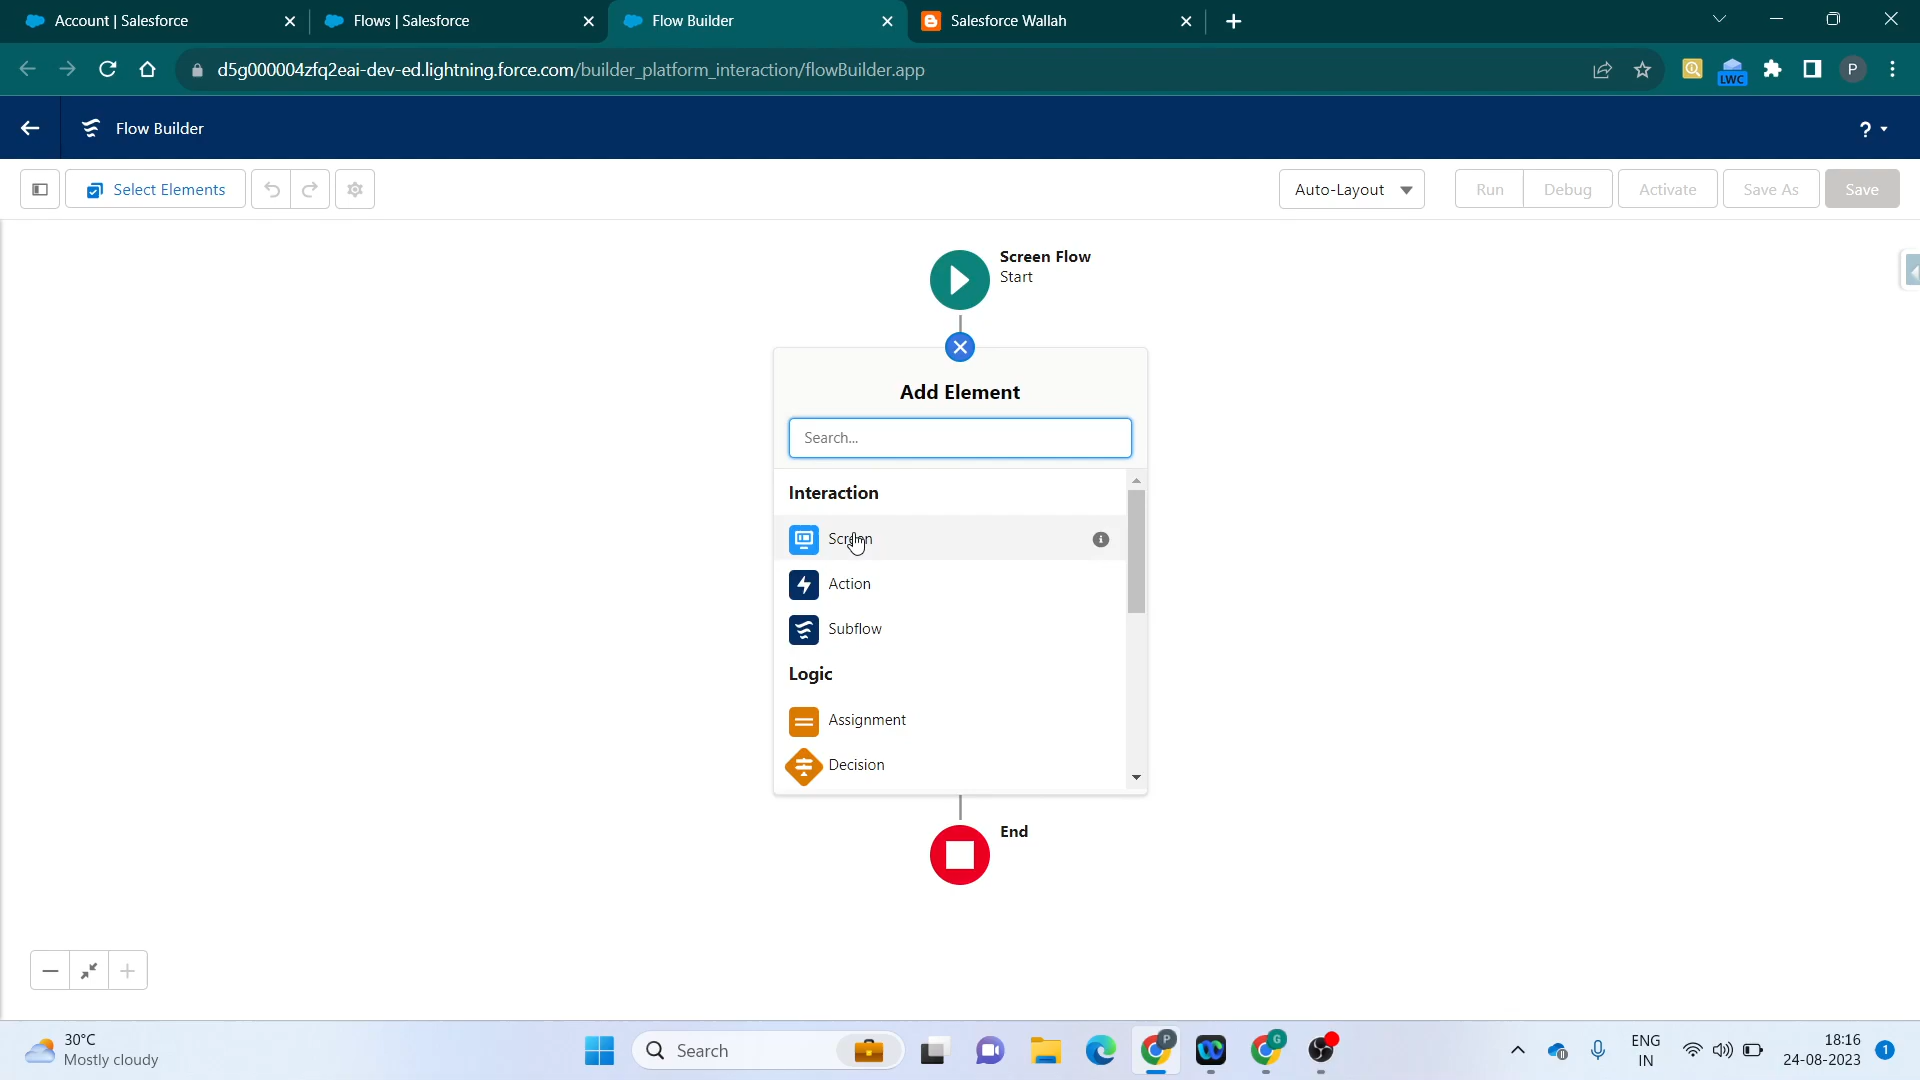 Account | Salesforce
Flows | Salesforce
Flow Builder
Salesforce Wallah
d5g000004zfq2eai-dev-ed.lightning.force.com/builder_platform_interaction/flowBuilder.app
LWC
P
Flow Builder
?
Select Elements
Auto-Layout
Run
Debug
Activate
Save As
Save
Screen Flow
Start
Add Element
Search...
Interaction
Screen
Action
Subflow
Logic
Assignment
Decision
End
30°C
Mostly cloudy
Search
P
G
ENG
IN
18:16
24-08-2023
1